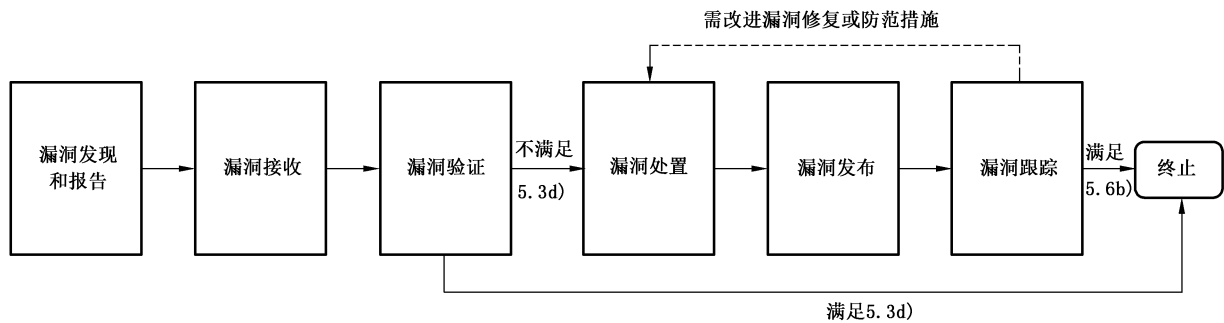 需改进漏洞修复或防范措施
漏洞发现
和报告
漏洞接收
漏洞验证
不满足
5.3d)
漏洞处置
漏洞发布
漏洞跟踪
满足
5.6b)
终止
满足5.3d)